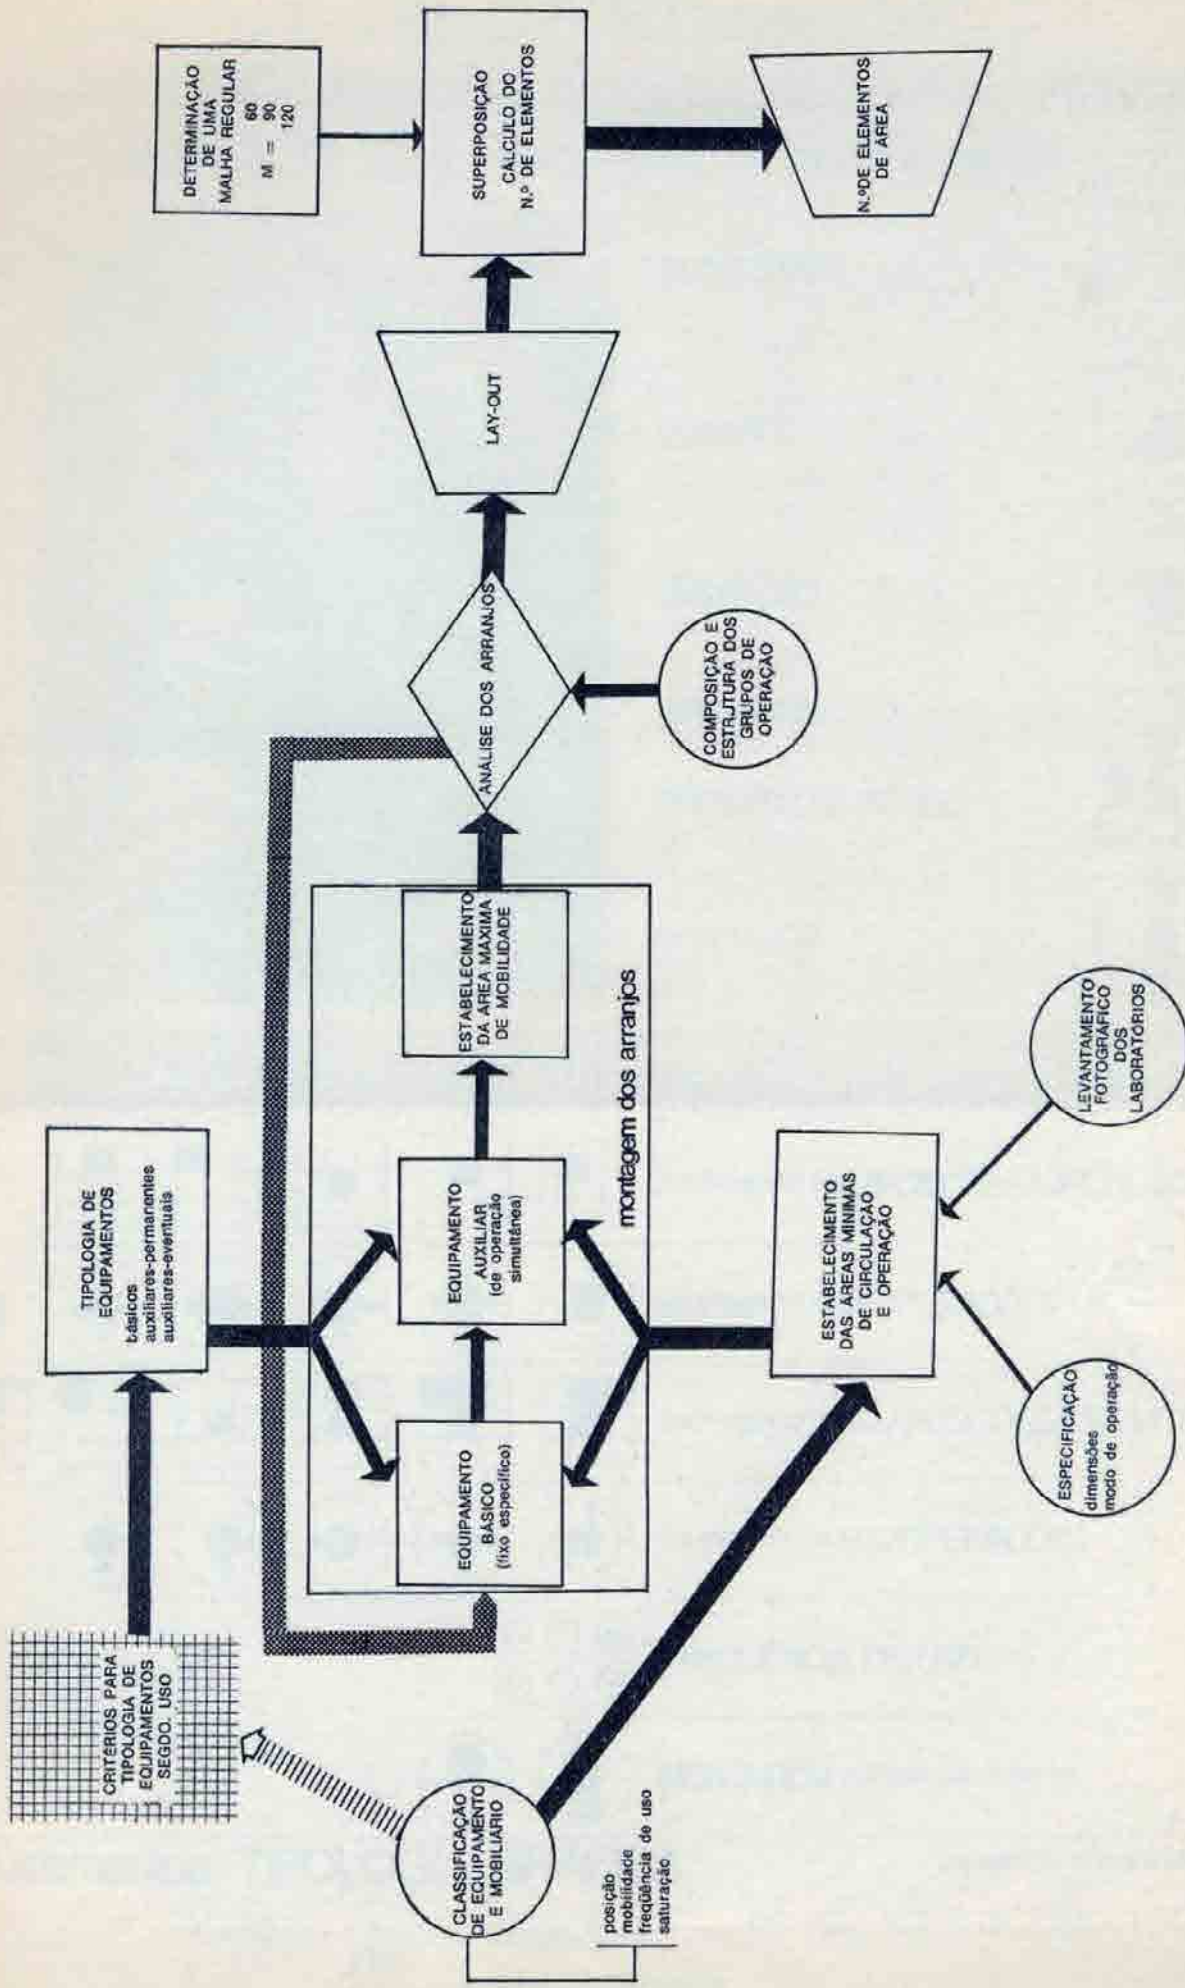 CRITÉRIOS PARA
TIPOLOGIA DE
EQUIPAMENTOS
SEGDO. USO
TIPOLOGIA DE
EQUIPAMENTOS
básicos
auxiliares-permanentes
auxiliares-eventuais
DETERMINAÇÃO
DE UMA
MALHA REGULAR
60
M = 90
120
CLASSIFICAÇÃO
DE EQUIPAMENTO
E MOBILIÁRIO
posição
mobilidade
freqüência de uso
saturação
EQUIPAMENTO
BÁSICO
(fixo específico)
EQUIPAMENTO
AUXILIAR
(de operação
simultânea)
ESTABELECIMENTO
DA ÁREA MÁXIMA
DE MOBILIDADE
montagem dos arranjos
ANÁLISE DOS ARRANJOS
LAY-OUT
SUPERPOSIÇÃO
CÁLCULO DO
N.º DE ELEMENTOS
COMPOSIÇÃO E
ESTRUTURA DOS
GRUPOS DE
OPERAÇÃO
N.º DE ELEMENTOS
DE ÁREA
ESTABELECIMENTO
DAS ÁREAS MÍNIMAS
DE CIRCULAÇÃO
E OPERAÇÃO
ESPECIFICAÇÃO
dimensões
modo de operação
LEVANTAMENTO
FOTOGRÁFICO
DOS
LABORATÓRIOS